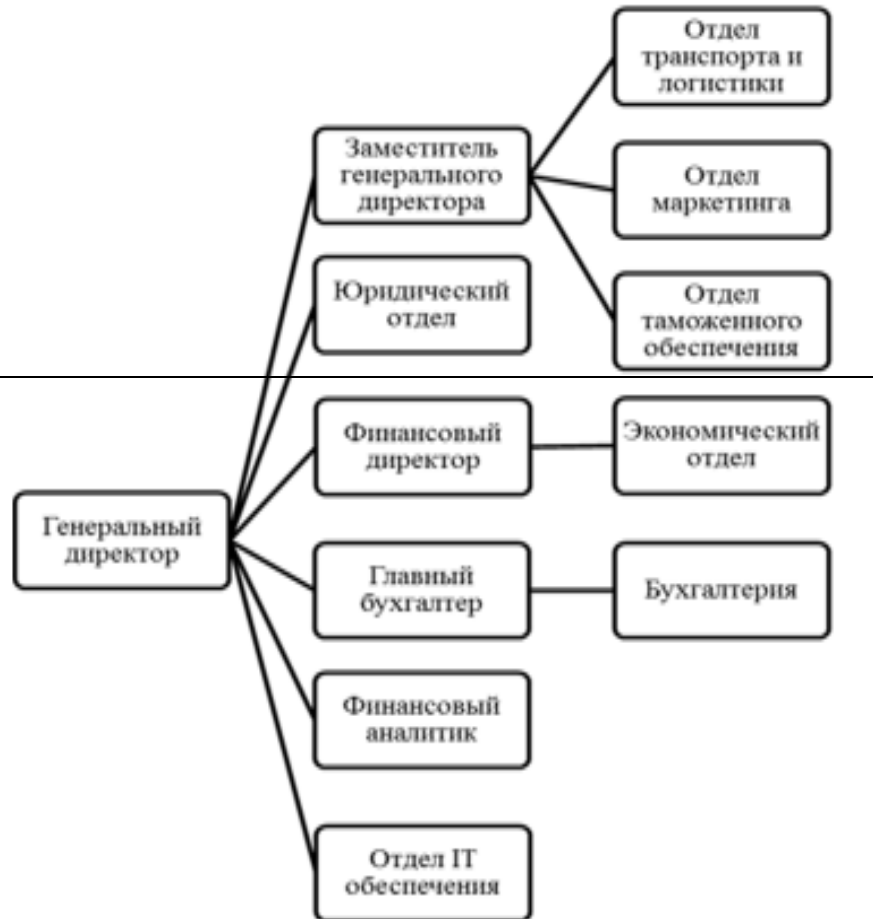 Отдел
транспорта и
логистики
Заместитель
генерального
директора
Отдел
маркетинга
Юридический
отдел
Отдел
таможенного
обеспечения
Финансовый
директор
Экономический
отдел
Генеральный
директор
Главный
бухгалтер
Бухгалтерия
Финансовый
аналитик
Отдел IT
обеспечения